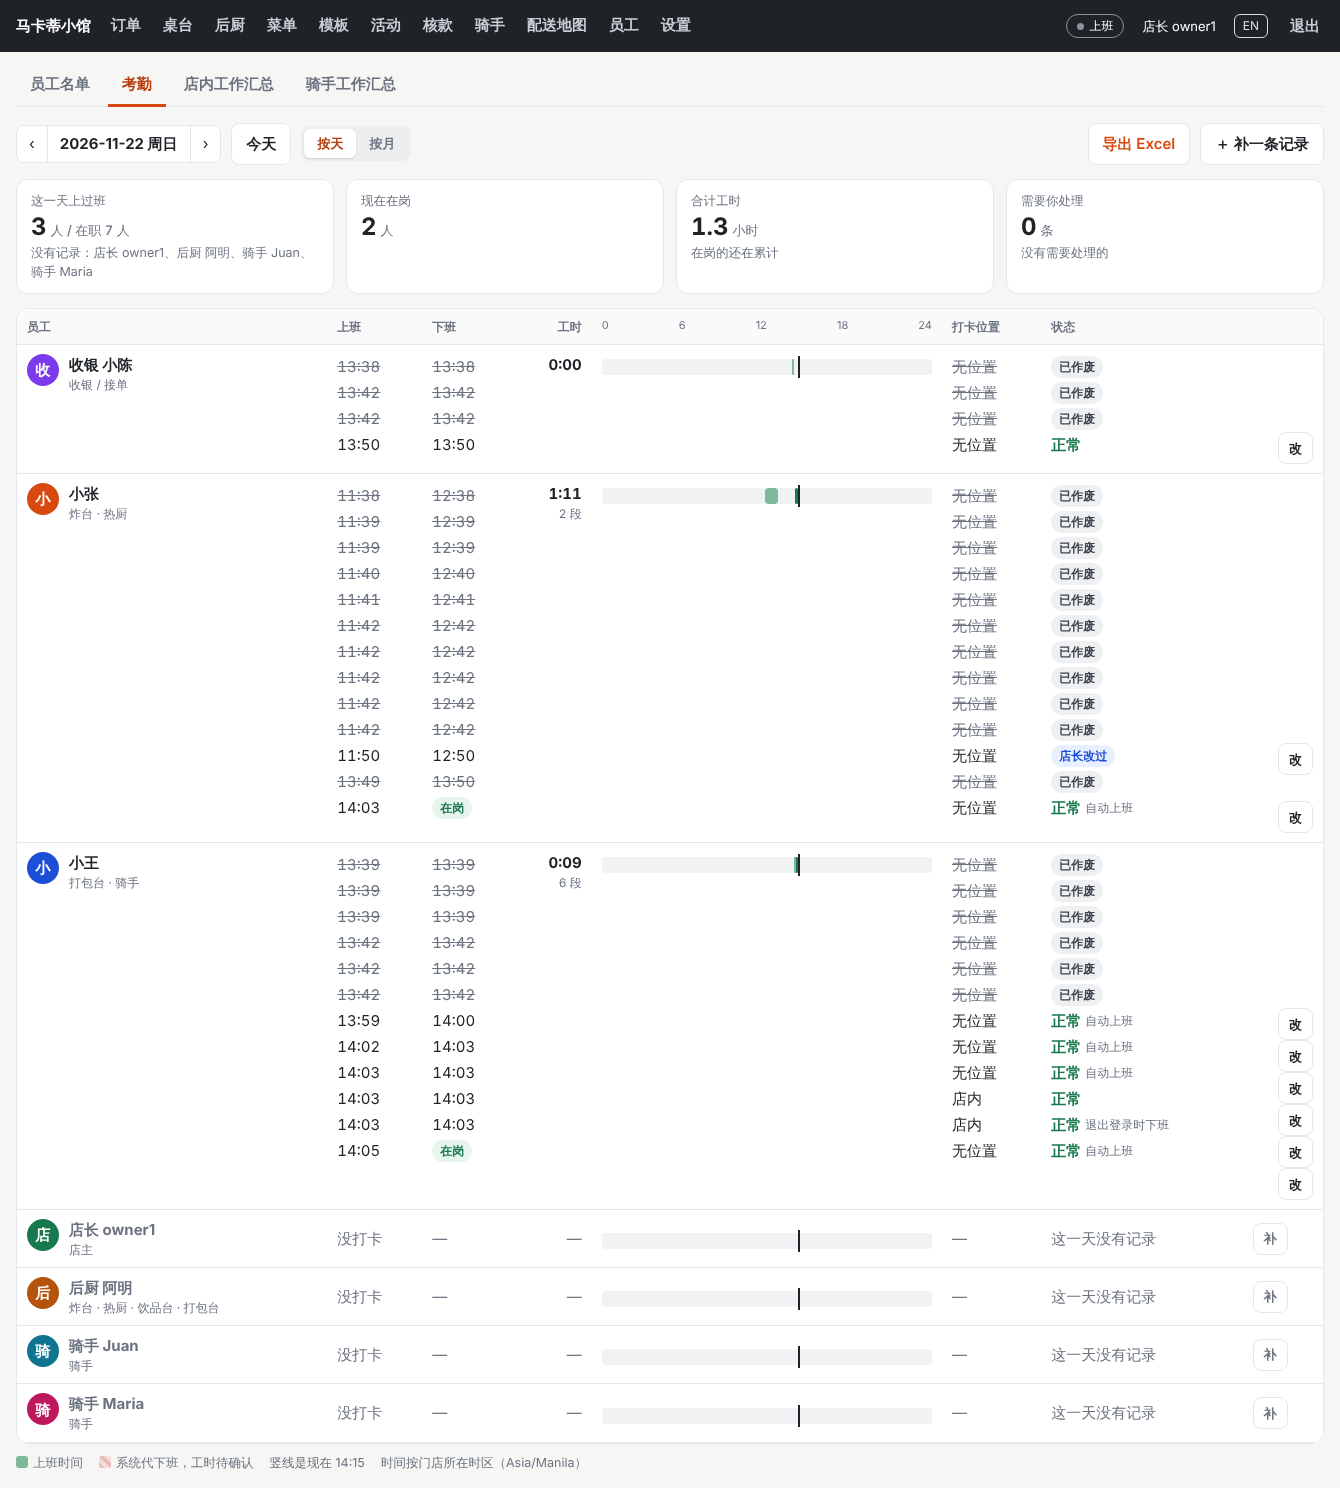 马卡蒂小馆 订单 桌台 后厨 菜单 模板 活动 核款 骑手 配送地图 员工 设置 上班 店长 owner1 EN 退出
员工名单 考勤 店内工作汇总 骑手工作汇总
‹ 2026-11-22 周日 › 今天 按天 按月 导出 Excel + 补一条记录
这一天上过班
3 人 / 在职 7 人
没有记录：店长 owner1、后厨 阿明、骑手 Juan、
骑手 Maria
现在在岗
2 人
合计工时
1.3 小时
在岗的还在累计
需要你处理
0 条
没有需要处理的
员工 上班 下班 工时 0 6 12 18 24 打卡位置 状态
收 收银 小陈
收银 / 接单
0:00
13:38 13:38 无位置 已作废
13:42 13:42 无位置 已作废
13:42 13:42 无位置 已作废
13:50 13:50 无位置 正常 改
小 小张
炸台 · 热厨
1:11
2 段
11:38 12:38 无位置 已作废
11:39 12:39 无位置 已作废
11:39 12:39 无位置 已作废
11:40 12:40 无位置 已作废
11:41 12:41 无位置 已作废
11:42 12:42 无位置 已作废
11:42 12:42 无位置 已作废
11:42 12:42 无位置 已作废
11:42 12:42 无位置 已作废
11:42 12:42 无位置 已作废
11:50 12:50 无位置 店长改过 改
13:49 13:50 无位置 已作废
14:03 在岗 无位置 正常 自动上班 改
小 小王
打包台 · 骑手
0:09
6 段
13:39 13:39 无位置 已作废
13:39 13:39 无位置 已作废
13:39 13:39 无位置 已作废
13:42 13:42 无位置 已作废
13:42 13:42 无位置 已作废
13:42 13:42 无位置 已作废
13:59 14:00 无位置 正常 自动上班 改
14:02 14:03 无位置 正常 自动上班 改
14:03 14:03 无位置 正常 自动上班 改
14:03 14:03 店内 正常 改
14:03 14:03 店内 正常 退出登录时下班 改
14:05 在岗 无位置 正常 自动上班 改
店 店长 owner1
店主
没打卡 — — — 这一天没有记录 补
后 后厨 阿明
炸台 · 热厨 · 饮品台 · 打包台
没打卡 — — — 这一天没有记录 补
骑 骑手 Juan
骑手
没打卡 — — — 这一天没有记录 补
骑 骑手 Maria
骑手
没打卡 — — — 这一天没有记录 补
上班时间 系统代下班，工时待确认 竖线是现在 14:15 时间按门店所在时区（Asia/Manila）